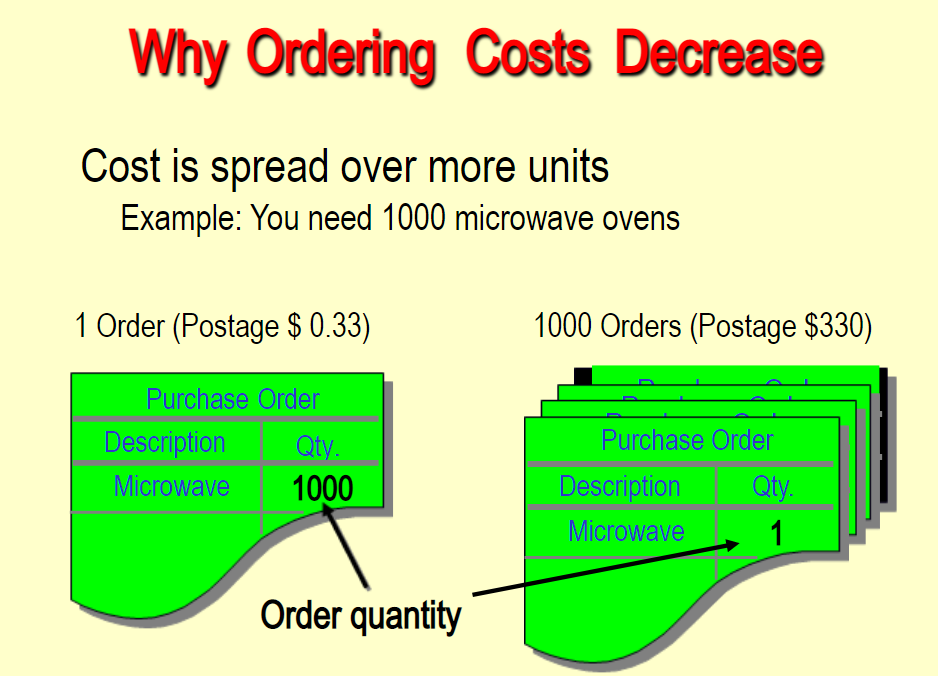 Why Ordering Costs Decrease
Cost is spread over more units
Example: You need 1000 microwave ovens
1 Order (Postage $ 0.33)
1000 Orders (Postage $330)
Purchase Order
Description Qty.
Microwave 1000
Purchase Order
Description Qty.
Microwave 1
Order quantity